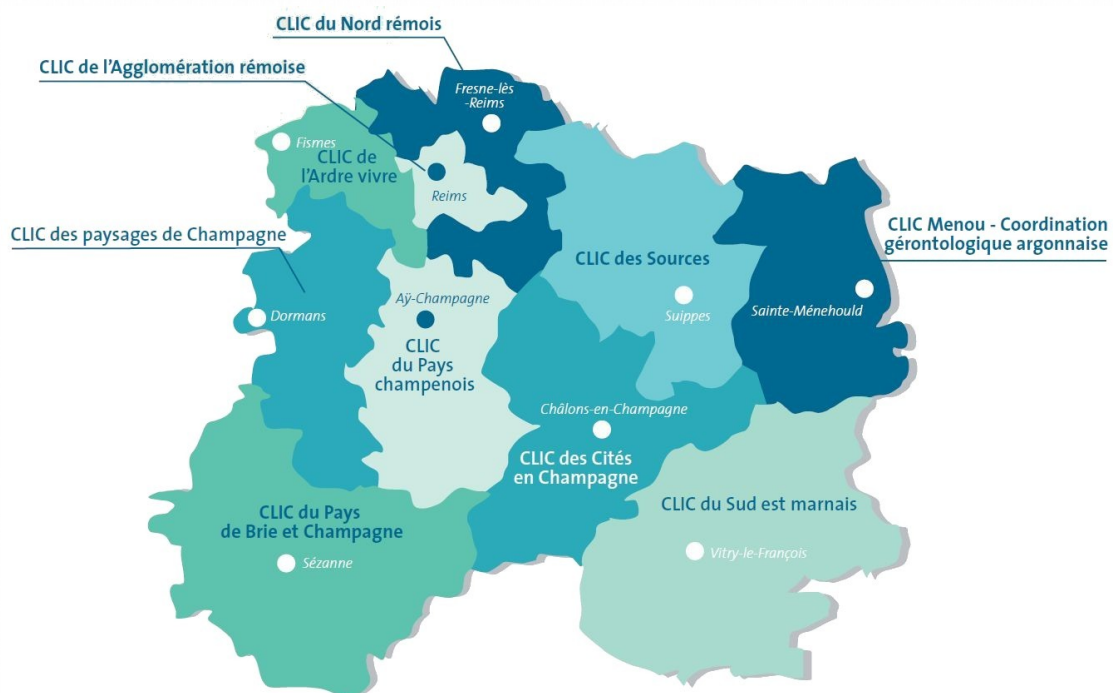 CLIC du Nord rémois
CLIC de l'Agglomération rémoise
Fresne-lès
-Reims
Fismes
CLIC de
l'Ardre vivre
Reims
CLIC des paysages de Champagne
CLIC Menou - Coordination
gérontologique argonnaise
CLIC des Sources
Aÿ-Champagne
Suippes
Sainte-Ménehould
Dormans
CLIC
du Pays
champenois
Châlons-en-Champagne
CLIC des Cités
en Champagne
CLIC du Pays
de Brie et Champagne
CLIC du Sud est marnais
Sézanne
Vitry-le-François